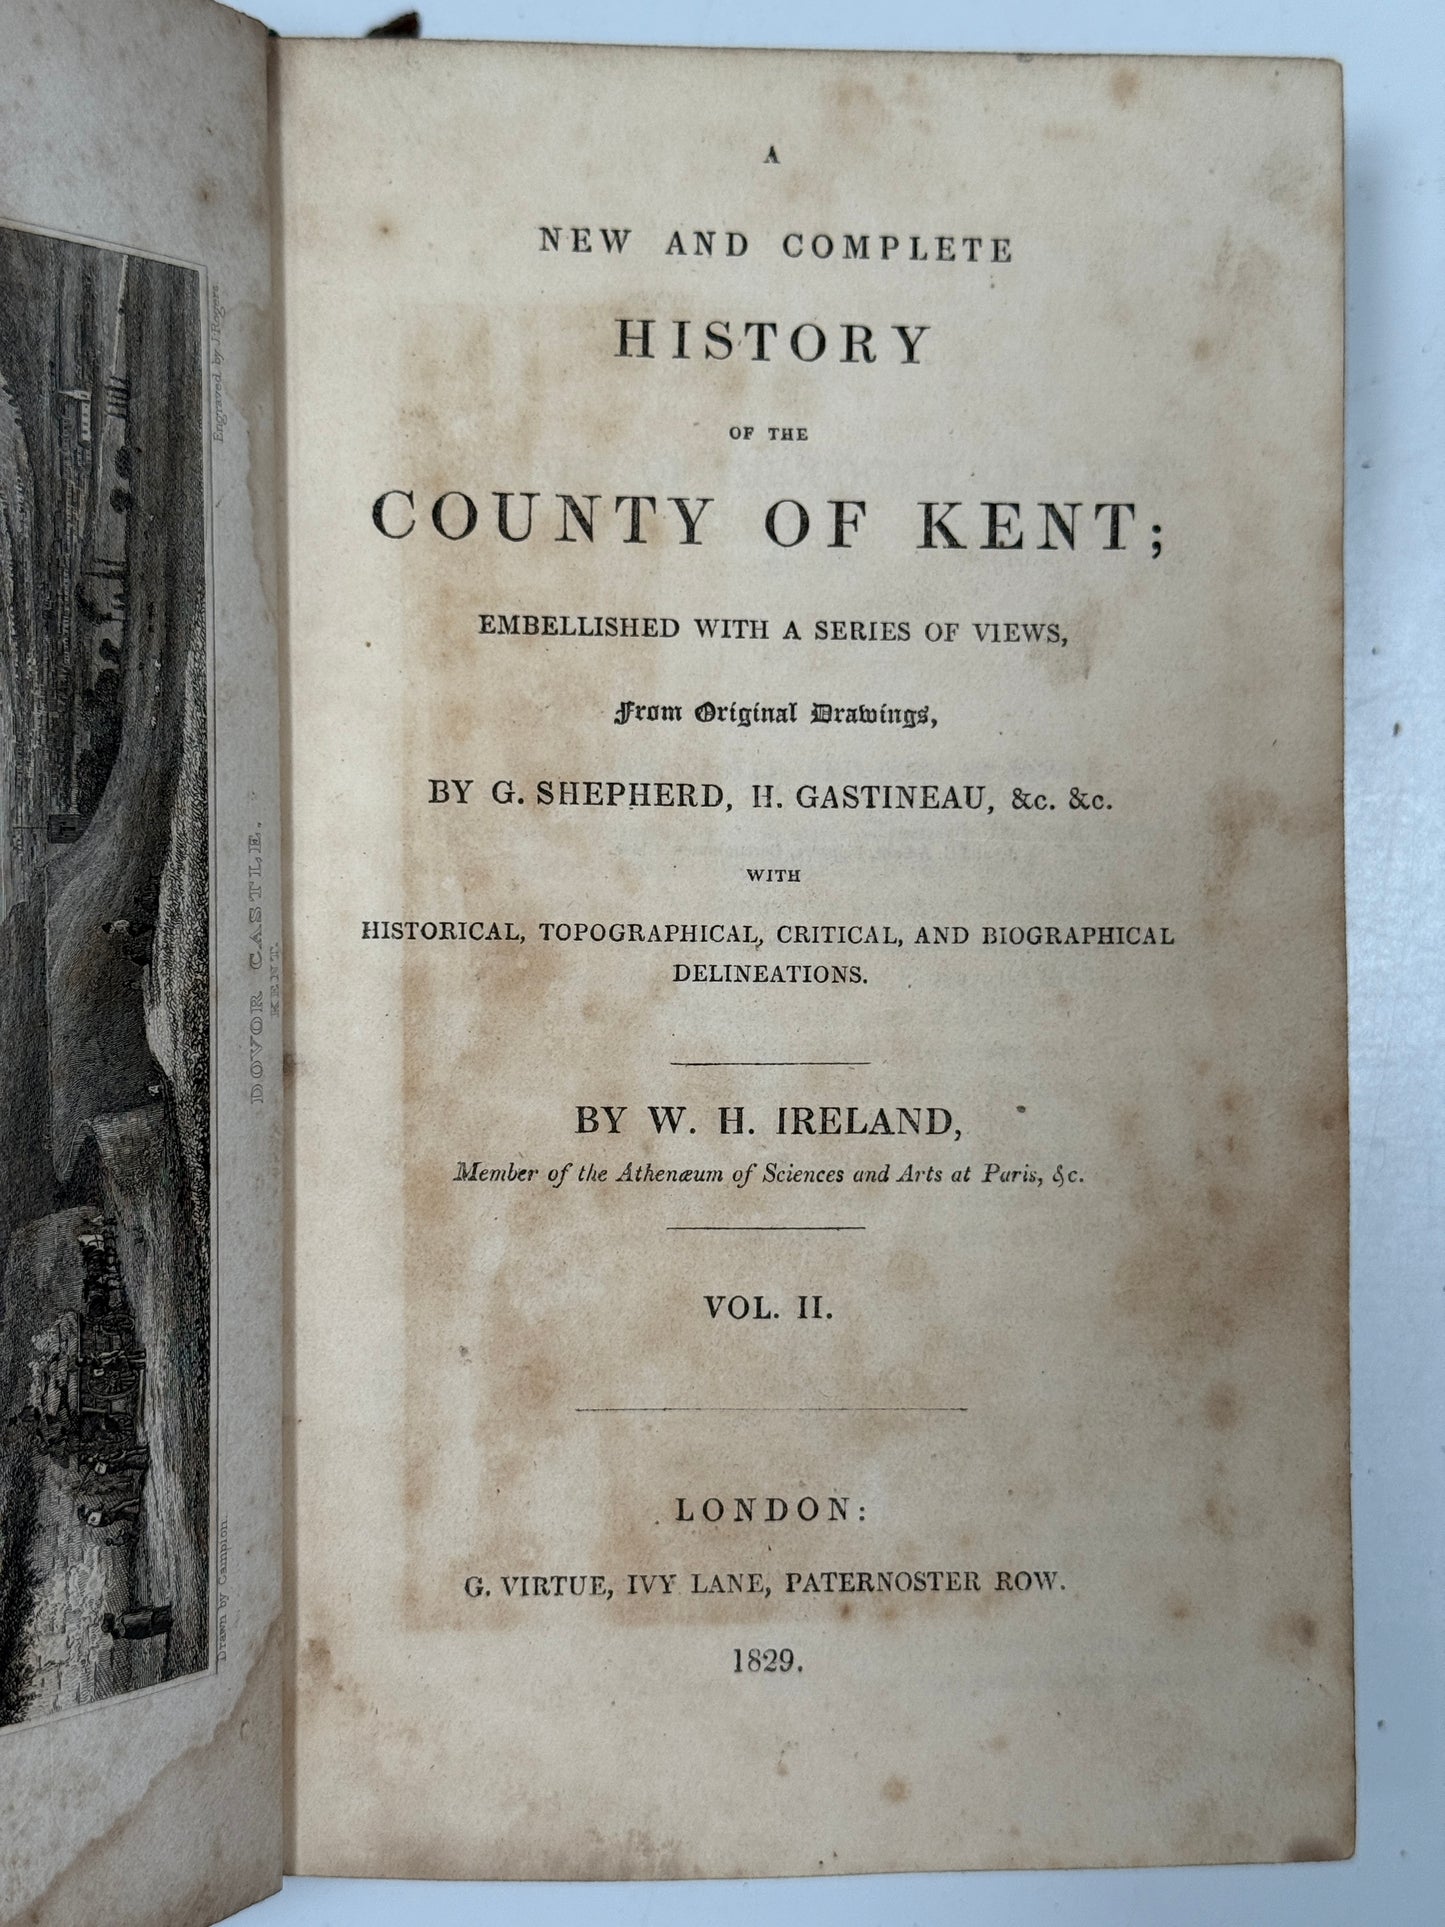 Engraved by J Rogers
DOVOR CASTLE.
KENT.
Drawn by Campion.
A
NEW AND COMPLETE
HISTORY
OF THE
COUNTY OF KENT;
EMBELLISHED WITH A SERIES OF VIEWS,
From Original Drawings,
BY G. SHEPHERD, H. GASTINEAU, &c. &c.
WITH
HISTORICAL, TOPOGRAPHICAL, CRITICAL, AND BIOGRAPHICAL
DELINEATIONS.
BY W. H. IRELAND,
Member of the Athenæum of Sciences and Arts at Paris, &c.
VOL. II.
LONDON:
G. VIRTUE, IVY LANE, PATERNOSTER ROW.
1829.